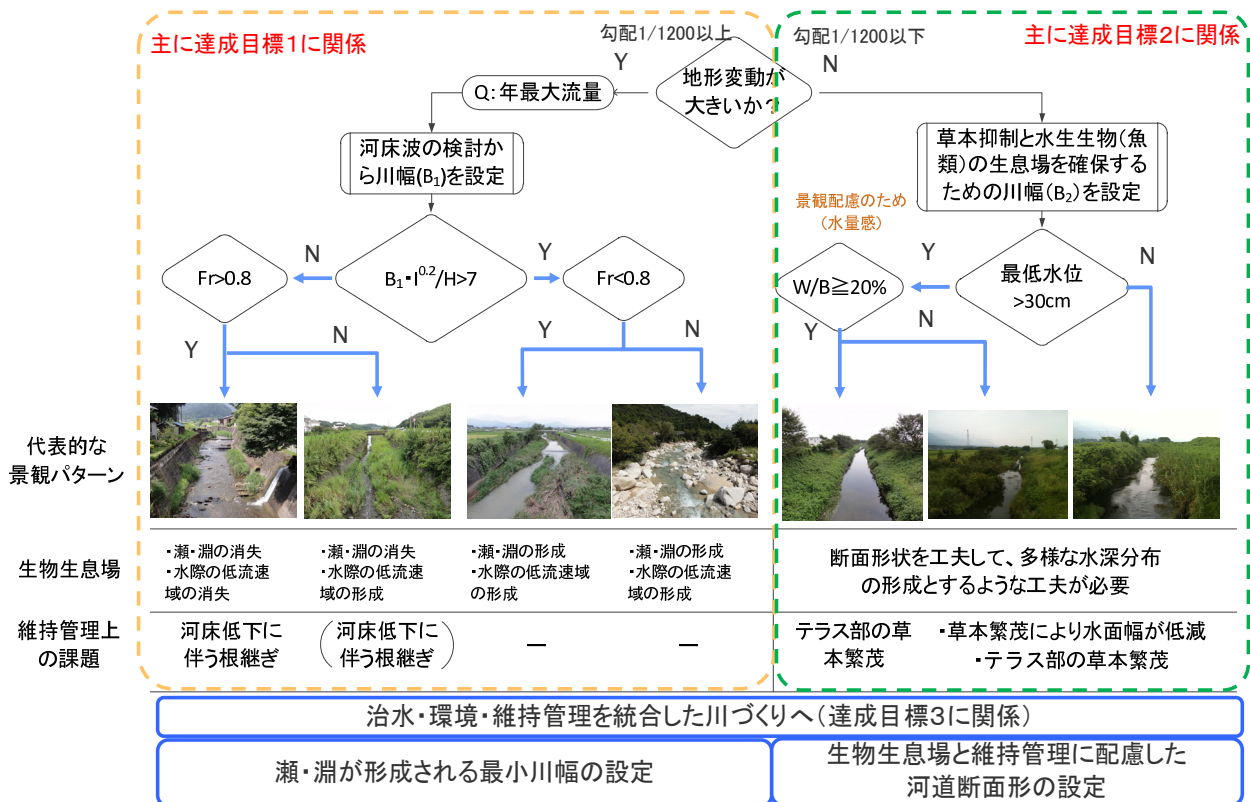 主に達成目標1に関係
勾配1/1200以上
勾配1/1200以下
主に達成目標2に関係
Y
地形変動が
大きいか?
N
Q:年最大流量
河床波の検討か
ら川幅(B₁)を設定
草本抑制と水生生物(魚
類)の生息場を確保する
ための川幅(B₂)を設定
景観配慮のため
(水量感)
Fr>0.8
N
B₁・I^0.2/H>7
Y
Fr<0.8
W/B≧20%
Y
最低水位
>30cm
N
Y
N
Y
N
Y
N
代表的な
景観パターン
生物生息場
・瀬・淵の消失
・水際の低流速
域の消失
・瀬・淵の消失
・水際の低流速
域の形成
・瀬・淵の形成
・水際の低流速域
の形成
・瀬・淵の形成
・水際の低流速
域の形成
断面形状を工夫して、多様な水深分布
の形成とするような工夫が必要
維持管理上
の課題
河床低下に
伴う根継ぎ
(河床低下に
伴う根継ぎ)
―
―
テラス部の草
本繁茂
・草本繁茂により水面幅が低減
・テラス部の草本繁茂
治水・環境・維持管理を統合した川づくりへ(達成目標3に関係)
瀬・淵が形成される最小川幅の設定
生物生息場と維持管理に配慮した
河道断面形の設定